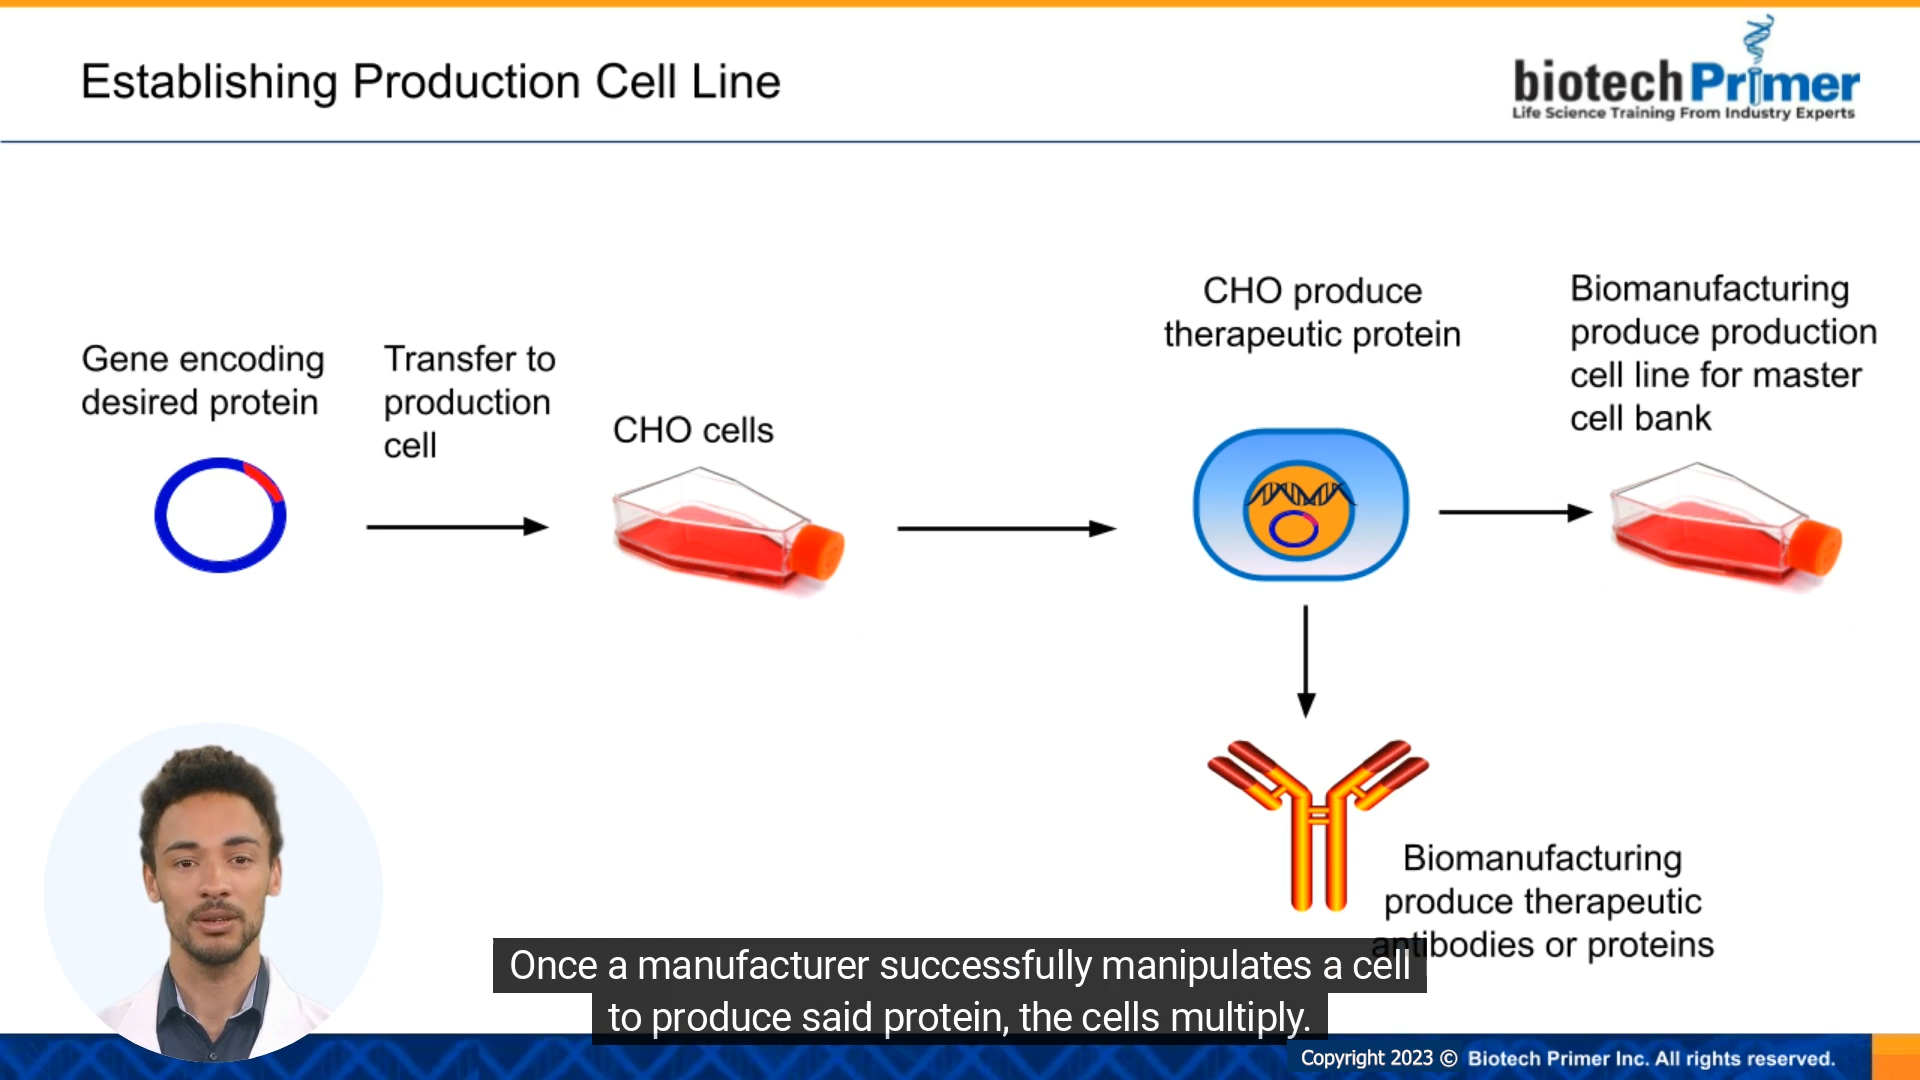 Establishing Production Cell Line
biotech Primer
Life Science Training From Industry Experts
Gene encoding
desired protein
Transfer to
production
cell
CHO cells
CHO produce
therapeutic protein
Biomanufacturing
produce production
cell line for master
cell bank
Biomanufacturing
produce therapeutic
antibodies or proteins
Once a manufacturer successfully manipulates a cell
to produce said protein, the cells multiply.
Copyright 2023 © Biotech Primer Inc. All rights reserved.